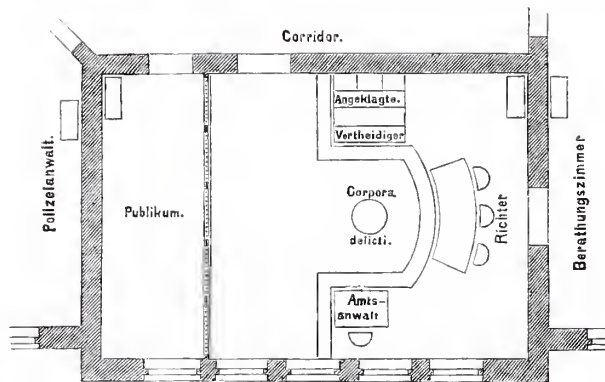 Corridor.
Angeklagte.
Vertheidiger
Polizeianwalt.
Publikum.
Corpora
delicti.
Richter
Berathungszimmer
Amts-
anwalt